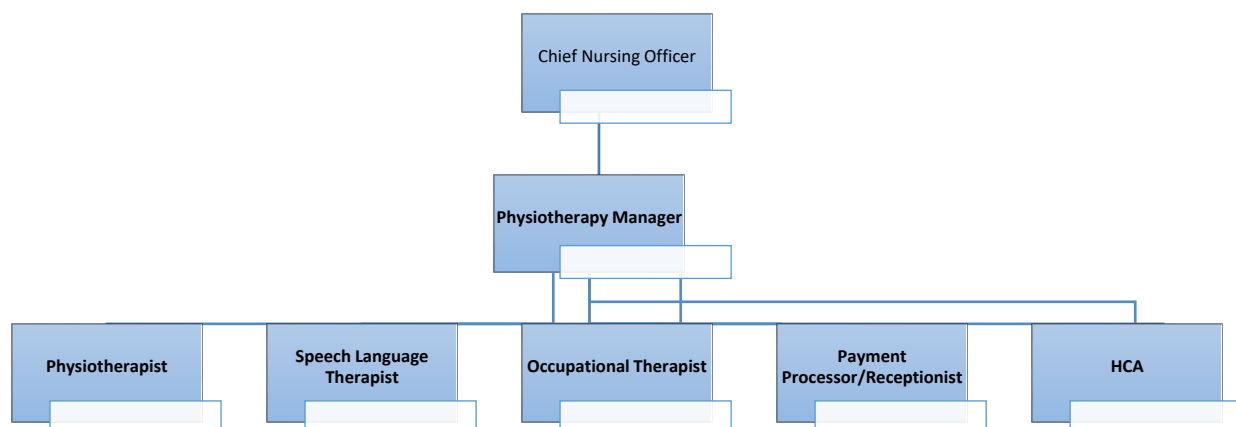 Chief Nursing Officer
Physiotherapy Manager
Physiotherapist
Speech Language
Therapist
Occupational Therapist
Payment
Processor/Receptionist
HCA